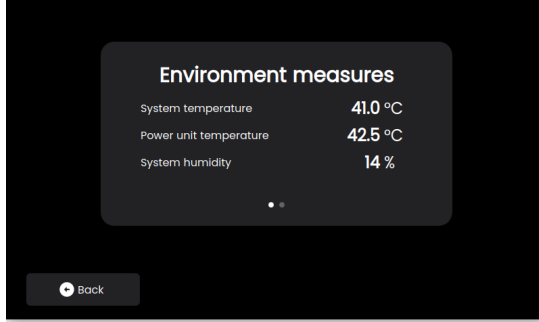 Environment measures
System temperature 41.0 °C
Power unit temperature 42.5 °C
System humidity 14 %
Back